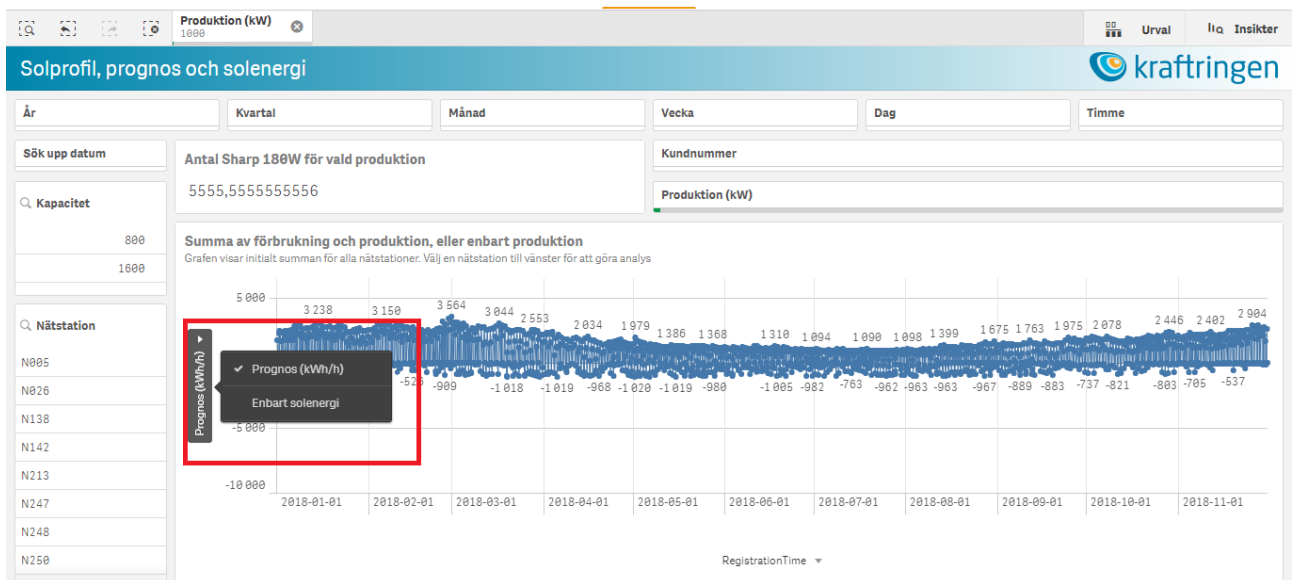 Produktion (kW)
1000
Urval
Insikter
Solprofil, prognos och solenergi
kraftringen
År
Kvartal
Månad
Vecka
Dag
Timme
Sök upp datum
Antal Sharp 180W för vald produktion
5555,5555555556
Kundnummer
Produktion (kW)
Kapacitet
800
1600
Summa av förbrukning och produktion, eller enbart produktion
Grafen visar initialt summan för alla nätstationer. Välj en nätstation till vänster för att göra analys
Nätstation
N005
N026
N138
N142
N213
N247
N248
N250
Prognos (kWh/h)
Prognos (kWh/h)
Enbart solenergi
5 000
-5 000
-10 000
3 238 3 150 3 564 3 044 2 553 2 034 1 979 1 386 1 368 1 310 1 094 1 090 1 098 1 399 1 675 1 763 1 975 2 078 2 446 2 402 2 904
-909 -1 018 -1 019 -968 -1 020 -1 019 -980 -1 005 -982 -763 -962 -963 -963 -967 -889 -883 -737 -821 -803 -705 -537
2018-01-01 2018-02-01 2018-03-01 2018-04-01 2018-05-01 2018-06-01 2018-07-01 2018-08-01 2018-09-01 2018-10-01 2018-11-01
RegistrationTime